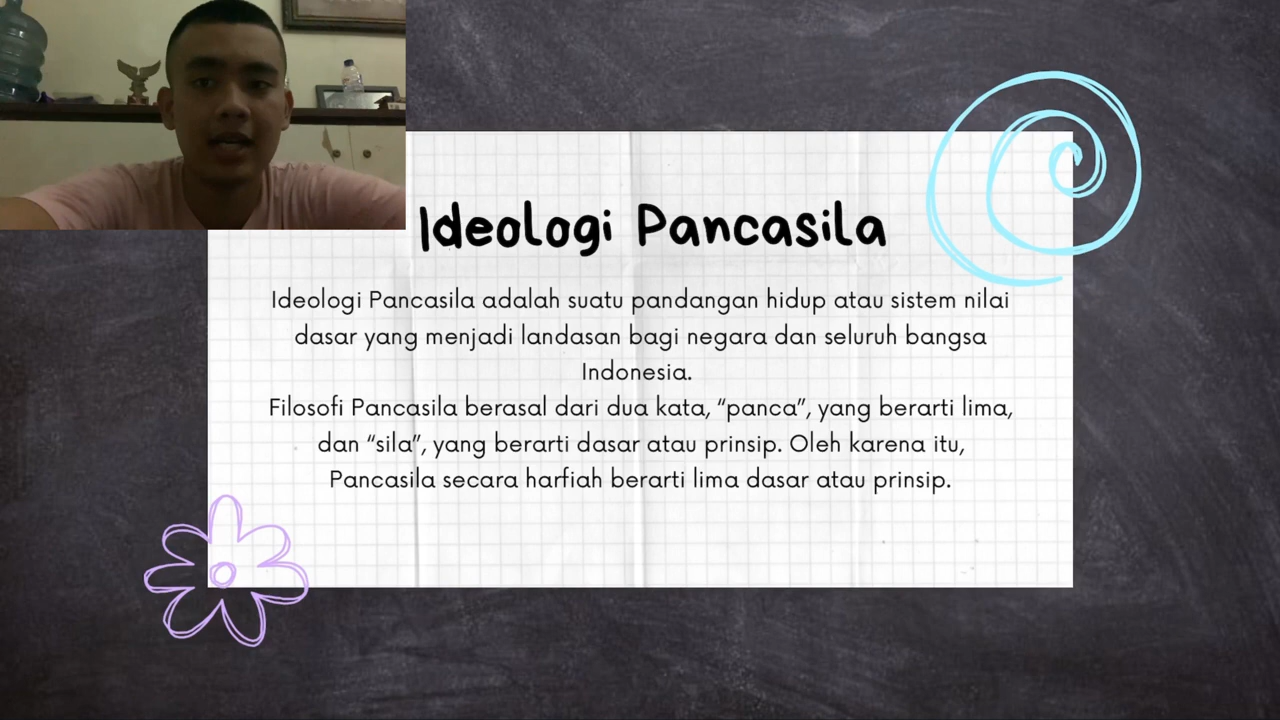 Ideologi Pancasila
Ideologi Pancasila adalah suatu pandangan hidup atau sistem nilai
dasar yang menjadi landasan bagi negara dan seluruh bangsa
Indonesia.
Filosofi Pancasila berasal dari dua kata, “panca”, yang berarti lima,
dan “sila”, yang berarti dasar atau prinsip. Oleh karena itu,
Pancasila secara harfiah berarti lima dasar atau prinsip.